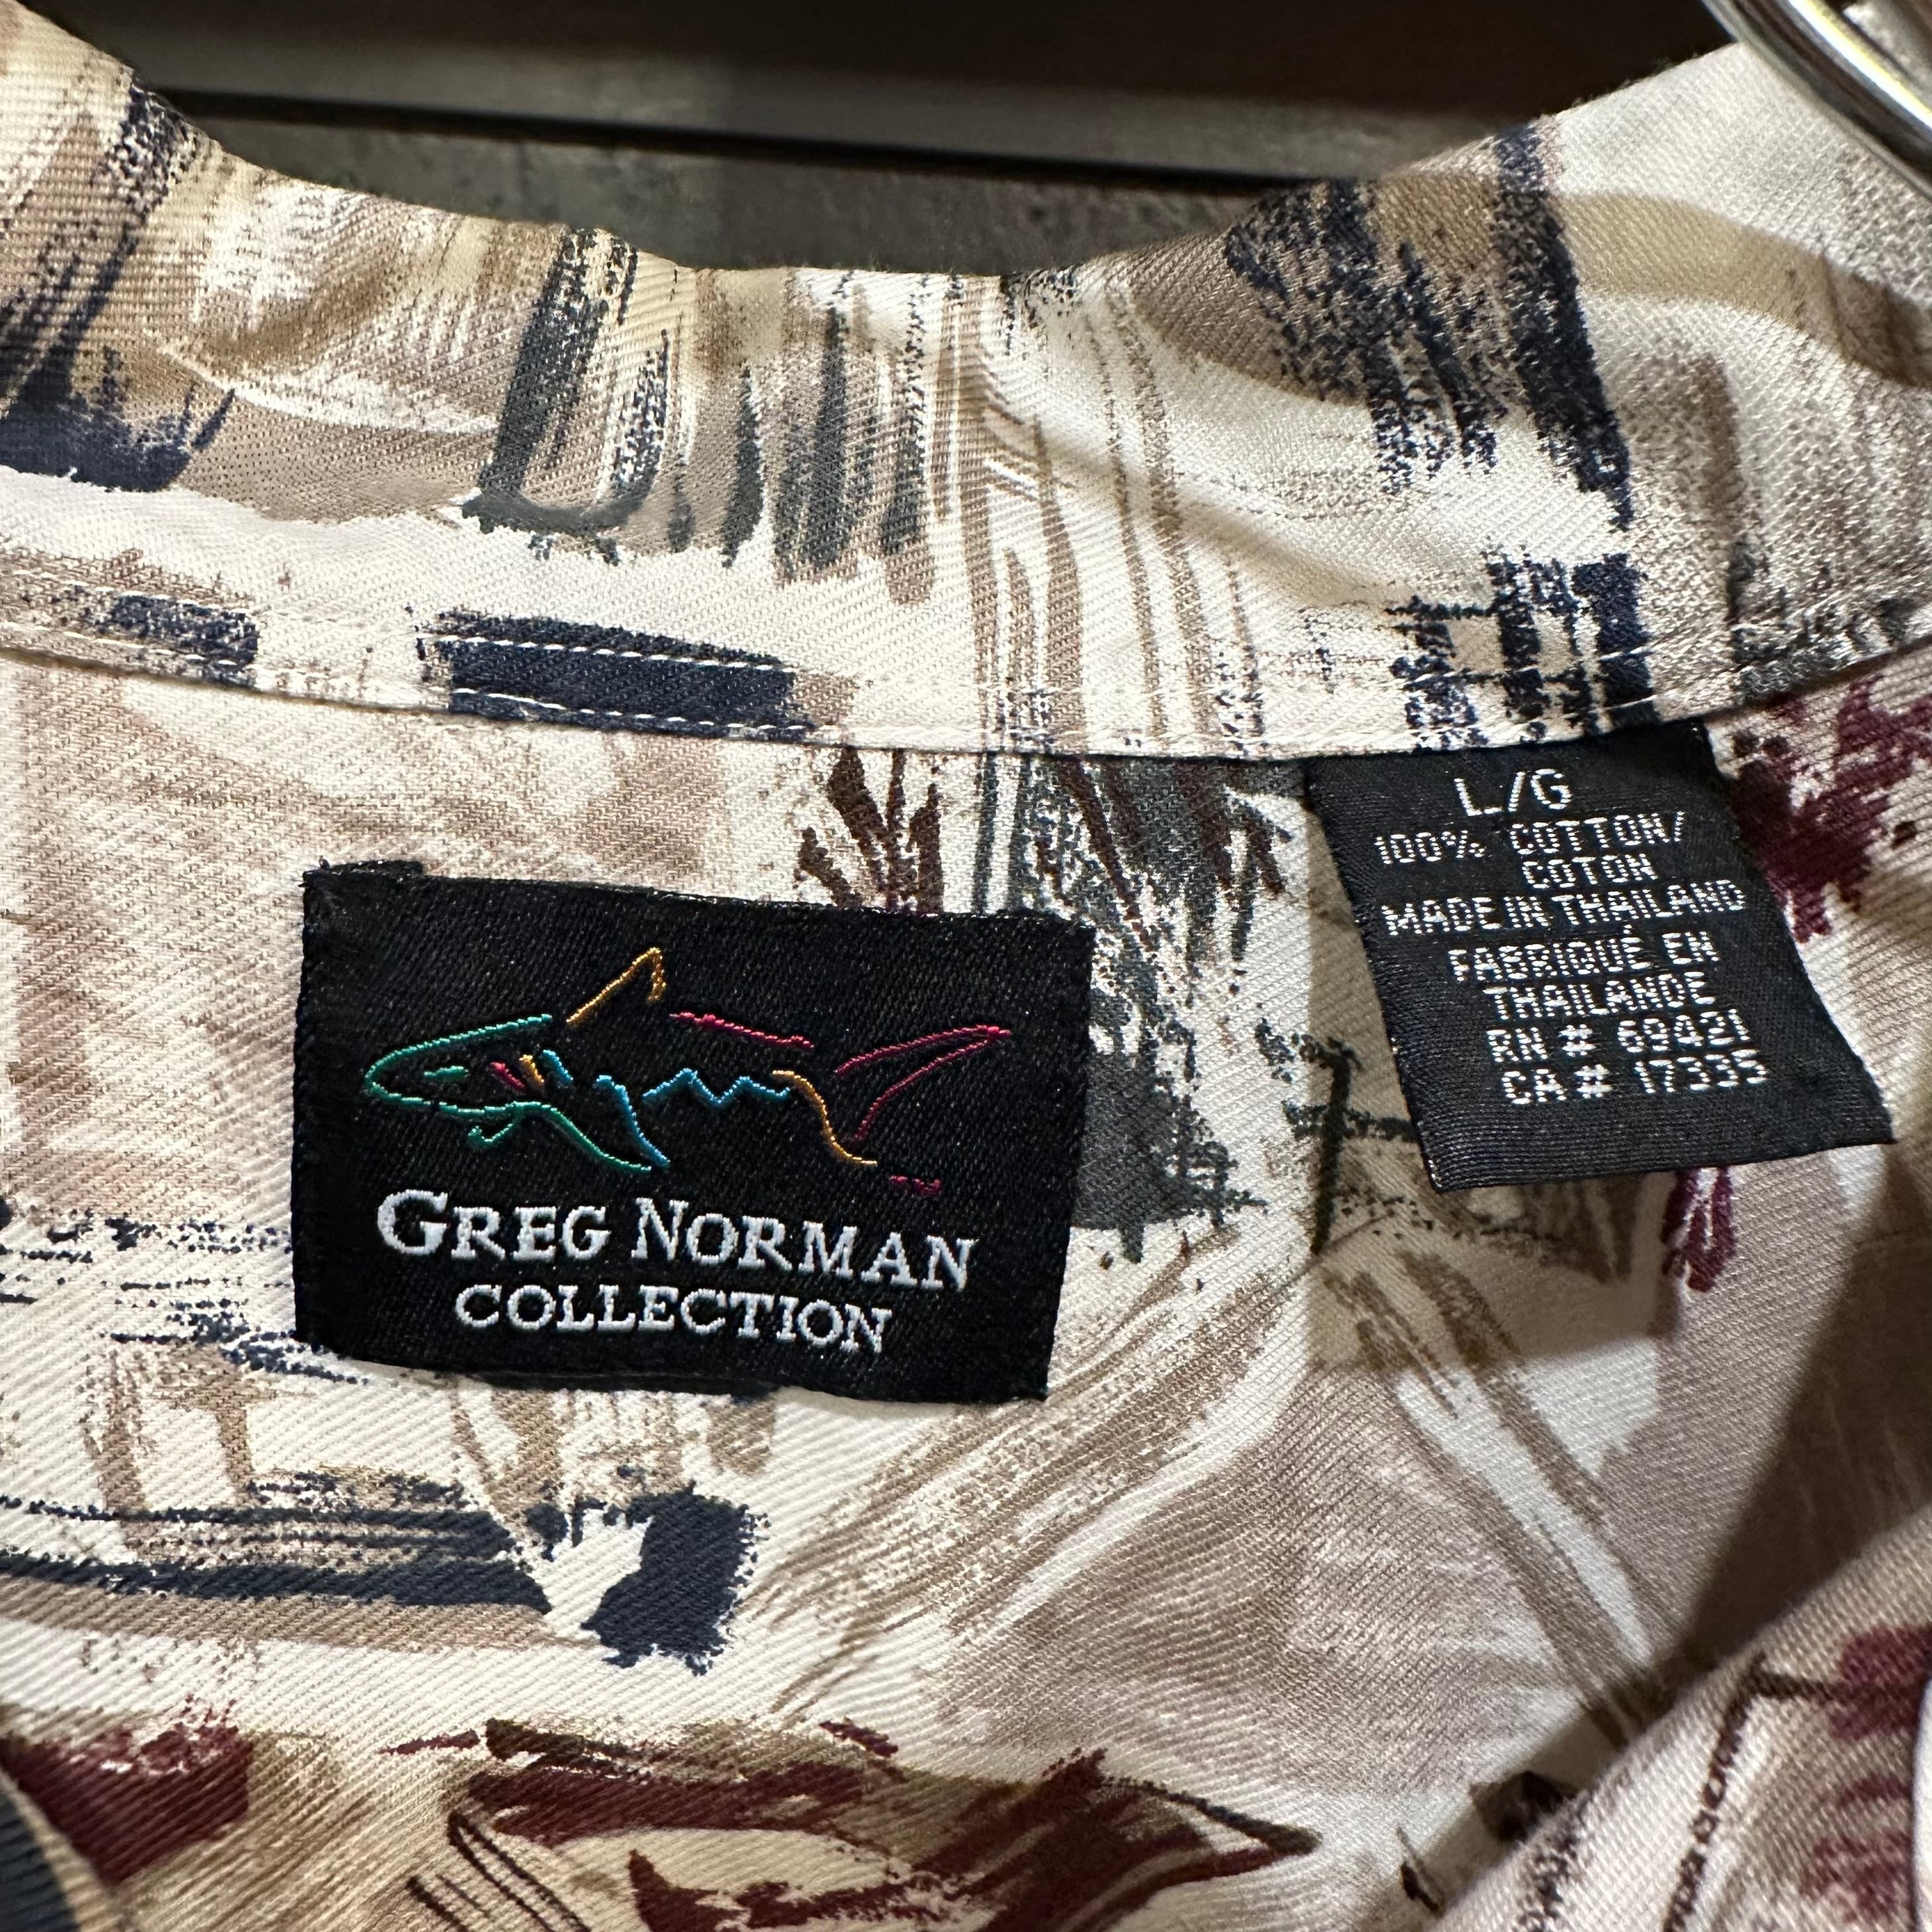 GREG NORMAN
COLLECTION
L/G
100% COTTON/
COTON
MADE IN THAILAND
FABRIQUÉ EN
THAILANDE
RN # 69421
CA # 17335